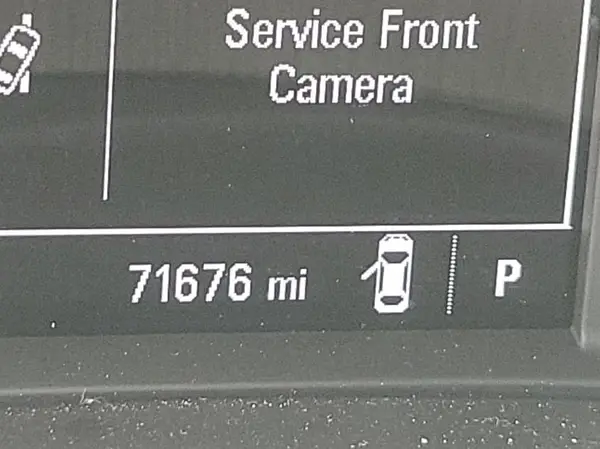 Service Front
Camera
71676 mi
P